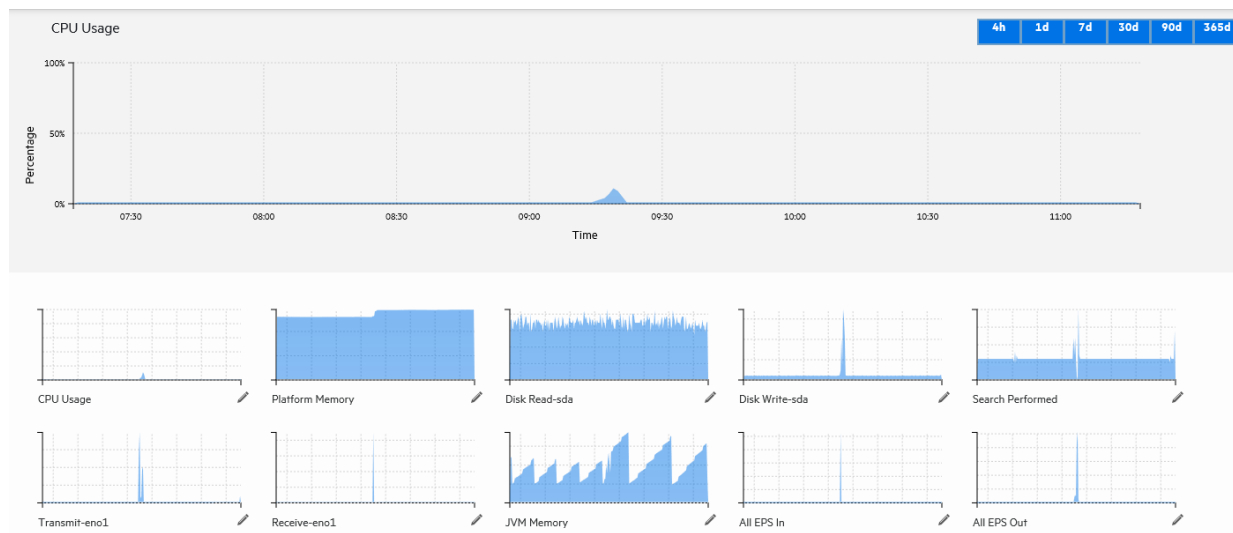 CPU Usage
4h 1d 7d 30d 90d 365d
100%
50%
0%
Percentage
07:30 08:00 08:30 09:00 09:30 10:00 10:30 11:00
Time
CPU Usage Platform Memory Disk Read-sda Disk Write-sda Search Performed
Transmit-eno1 Receive-eno1 JVM Memory All EPS In All EPS Out